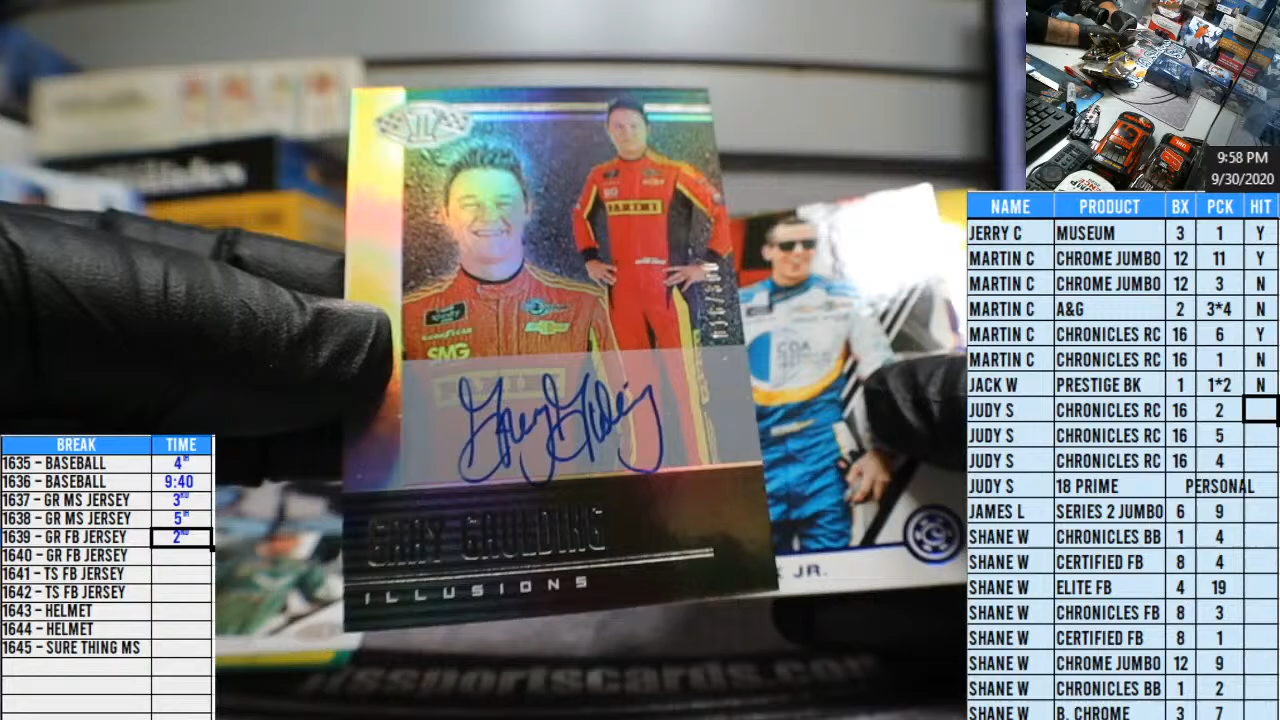 9:58 PM
9/30/2020
NAME PRODUCT BX PCK HIT
JERRY C MUSEUM 3 1 Y
MARTIN C CHROME JUMBO 12 11 Y
MARTIN C CHROME JUMBO 12 3 N
MARTIN C A&G 2 3*4 N
MARTIN C CHRONICLES RC 16 6 Y
MARTIN C CHRONICLES RC 16 1 N
JACK W PRESTIGE BK 1 1*2 N
JUDY S CHRONICLES RC 16 2
JUDY S CHRONICLES RC 16 5
JUDY S CHRONICLES RC 16 4
JUDY S 18 PRIME PERSONAL
JAMES L SERIES 2 JUMBO 6 9
SHANE W CHRONICLES BB 1 4
SHANE W CERTIFIED FB 8 4
SHANE W ELITE FB 4 19
SHANE W CHRONICLES FB 8 3
SHANE W CERTIFIED FB 8 1
SHANE W CHROME JUMBO 12 9
SHANE W CHRONICLES BB 1 2
SHANE W B. CHROME 3 7
BREAK TIME
1635 - BASEBALL 4TH
1636 - BASEBALL 9:40
1637 - GR MS JERSEY 3RD
1638 - GR MS JERSEY 5TH
1639 - GR FB JERSEY 2ND
1640 - GR FB JERSEY
1641 - TS FB JERSEY
1642 - TS FB JERSEY
1643 - HELMET
1644 - HELMET
1645 - SURE THING MS
PANINI
GOODYEAR
SMG
GRAY GAULDING
ILLUSIONS
JR.